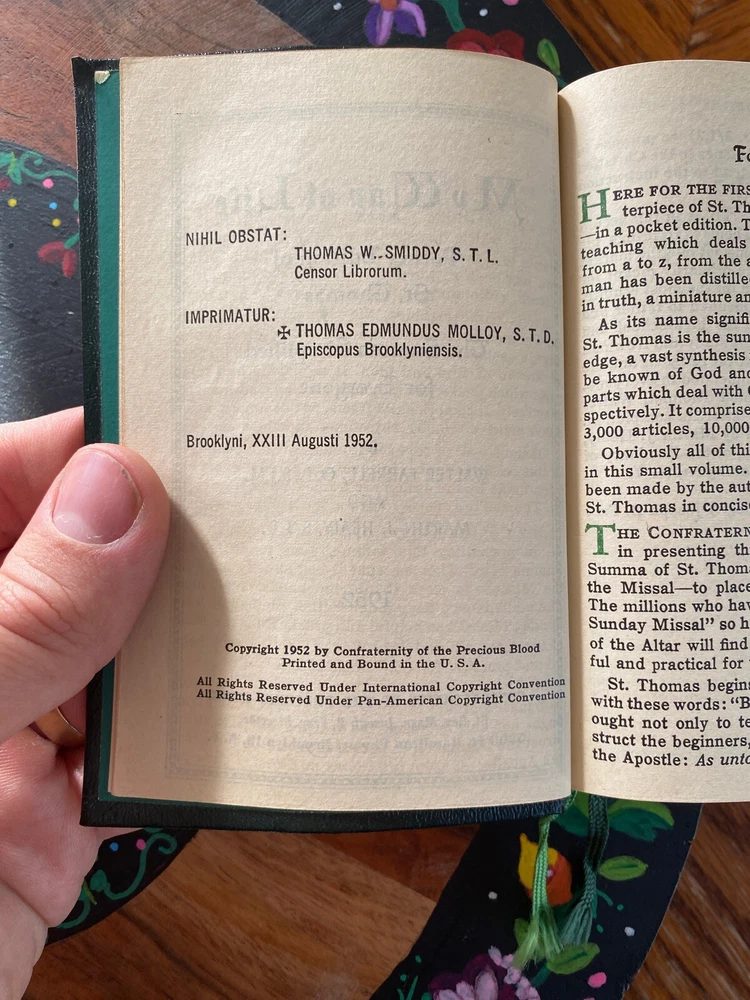 NIHIL OBSTAT:
THOMAS W. SMIDDY, S. T. L.
Censor Librorum.
IMPRIMATUR:
✠ THOMAS EDMUNDUS MOLLOY, S. T. D.
Episcopus Brooklyniensis.
Brooklyni, XXIII Augusti 1952.
Copyright 1952 by Confraternity of the Precious Blood
Printed and Bound in the U. S. A.
All Rights Reserved Under International Copyright Convention
All Rights Reserved Under Pan-American Copyright Convention
HERE FOR THE FIRS
terpiece of St. Th
—in a pocket edition. T
teaching which deals
from a to z, from the a
man has been distille
in truth, a miniature an
As its name signifi
St. Thomas is the sum
edge, a vast synthesis
be known of God and
parts which deal with
spectively. It comprise
3,000 articles, 10,000
Obviously all of thi
in this small volume.
been made by the aut
St. Thomas in concis
THE CONFRATERN
in presenting th
Summa of St. Thom
the Missal—to place
The millions who hav
Sunday Missal" so h
of the Altar will find
ful and practical for
St. Thomas begins
with these words: "B
ought not only to te
struct the beginners,
the Apostle: As unto